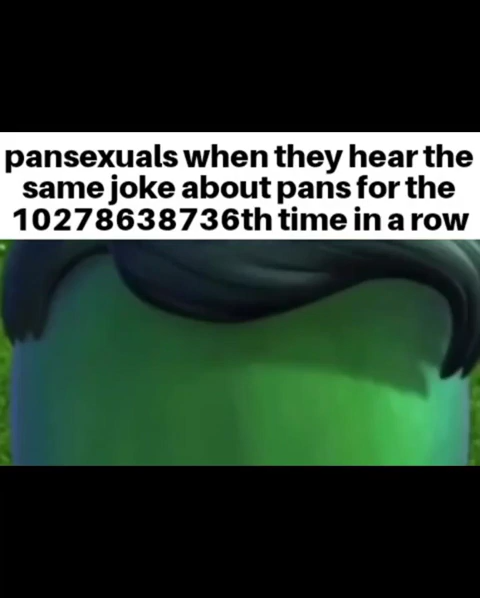 pansexuals when they hear the
same joke about pans for the
10278638736th time in a row